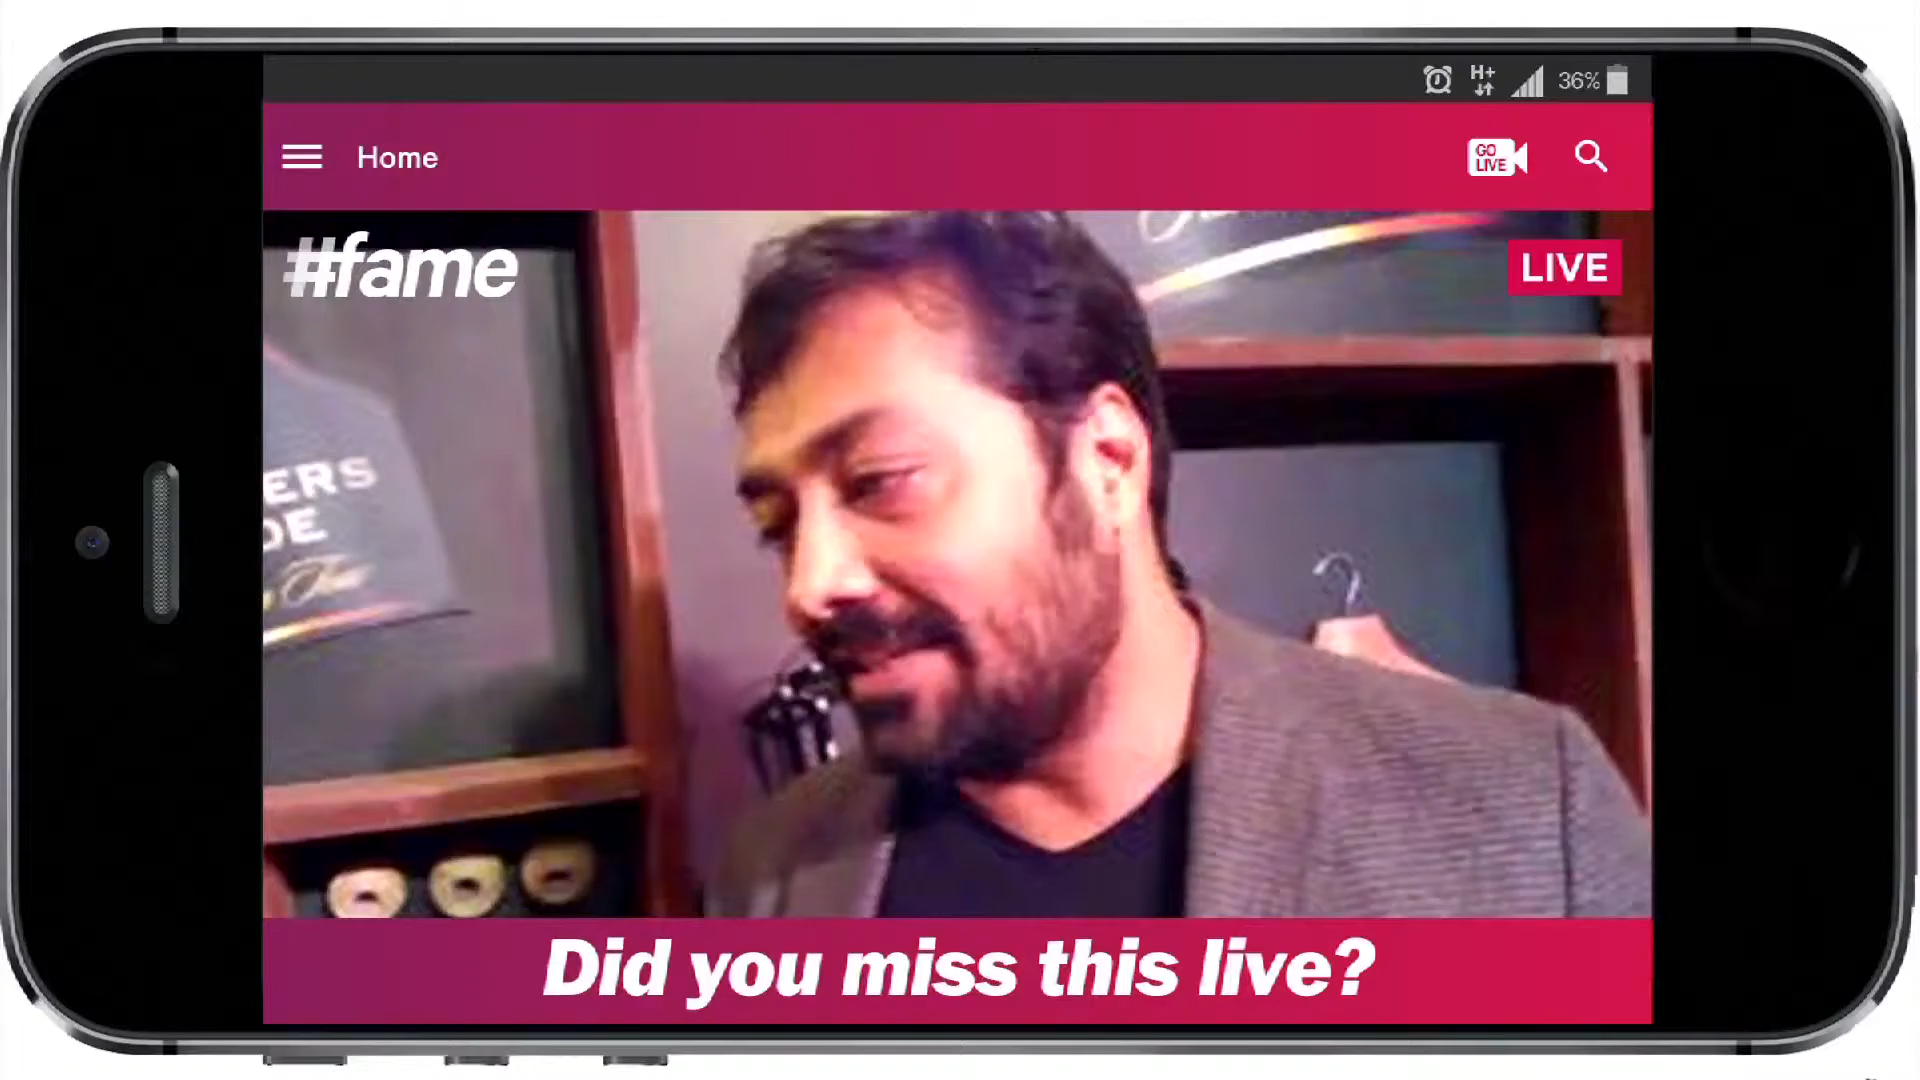 36%
H+
Home
GO
LIVE
#fame
LIVE
ERS
DE
Did you miss this live?